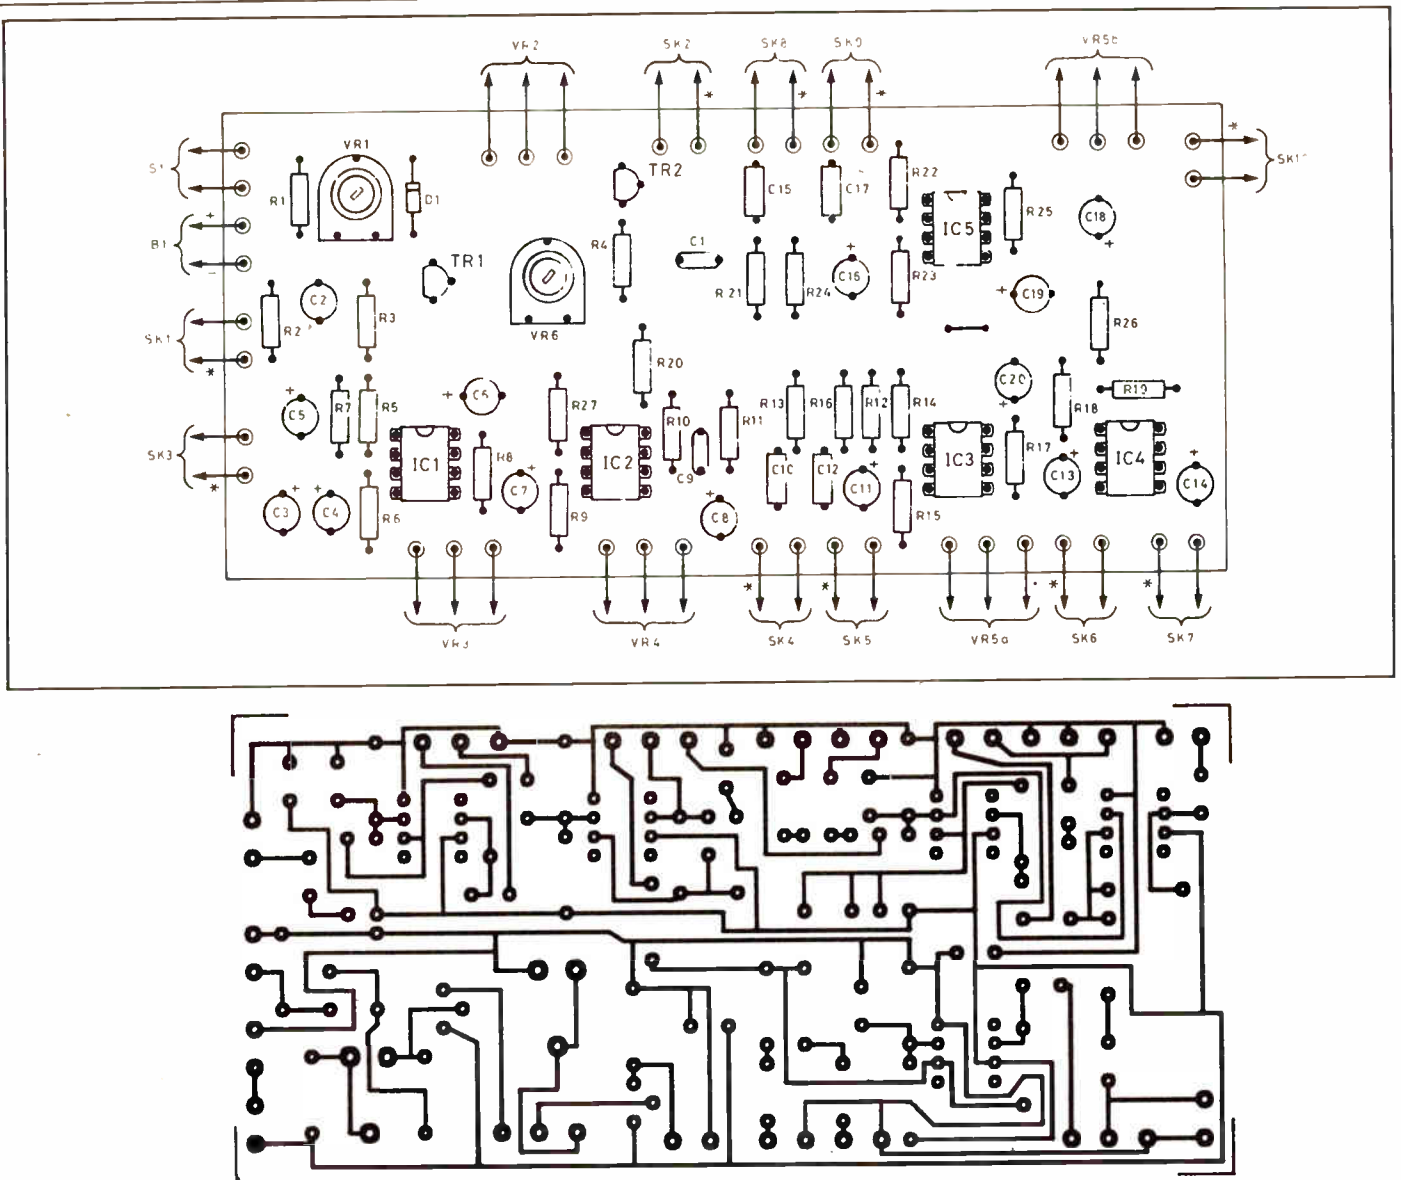 VR2 SK2 SK8 SK9 VR5b
S1 VR1 TR2 R22 SK1
R1 D1 C15 C17 IC5 R25 C18
B1 TR1 R4 C1
C2 R3 VR6 R21 R24 C16 R23 C19 R26
SK1 R2
R20 C20 R19
C5 R7 R5 C6 R27 R10 R11 R13 R16 R12 R14 R18
SK3 IC1 R8 IC2 C9 C10 C12 C11 IC3 R17 C13 IC4 C14
C3 C4 R6 C7 R9 C8 R15
VR3 VR4 SK4 SK5 VR5a SK6 SK7